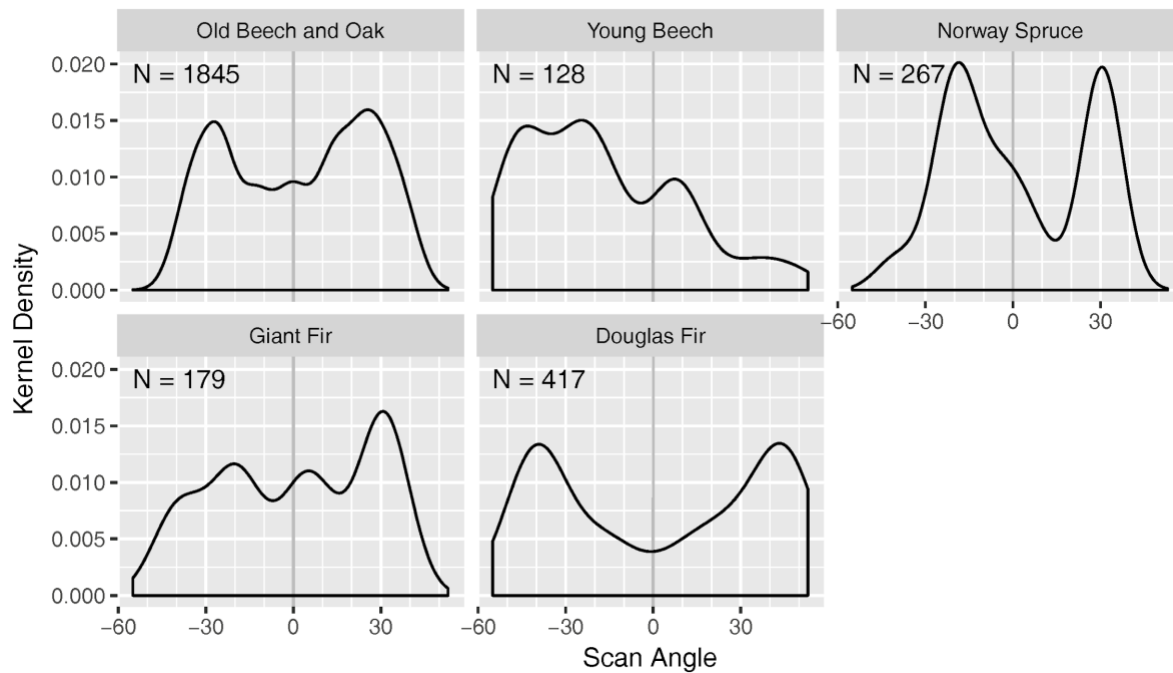 Old Beech and Oak
Young Beech
Norway Spruce
N = 1845
N = 128
N = 267
0.020
0.015
0.010
0.005
0.000
−60 −30 0 30
Giant Fir
Douglas Fir
N = 179
N = 417
0.020
0.015
0.010
0.005
0.000
−60 −30 0 30
−60 −30 0 30
Kernel Density
Scan Angle